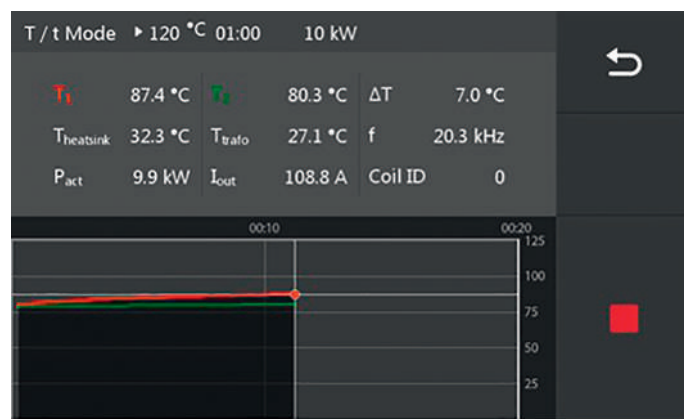 T / t Mode ▸ 120 °C 01:00 10 kW
T1 87.4 °C T2 80.3 °C ΔT 7.0 °C
Theatsink 32.3 °C Ttrafo 27.1 °C f 20.3 kHz
Pact 9.9 kW Iout 108.8 A Coil ID 0
00:10 00:20
125
100
75
50
25